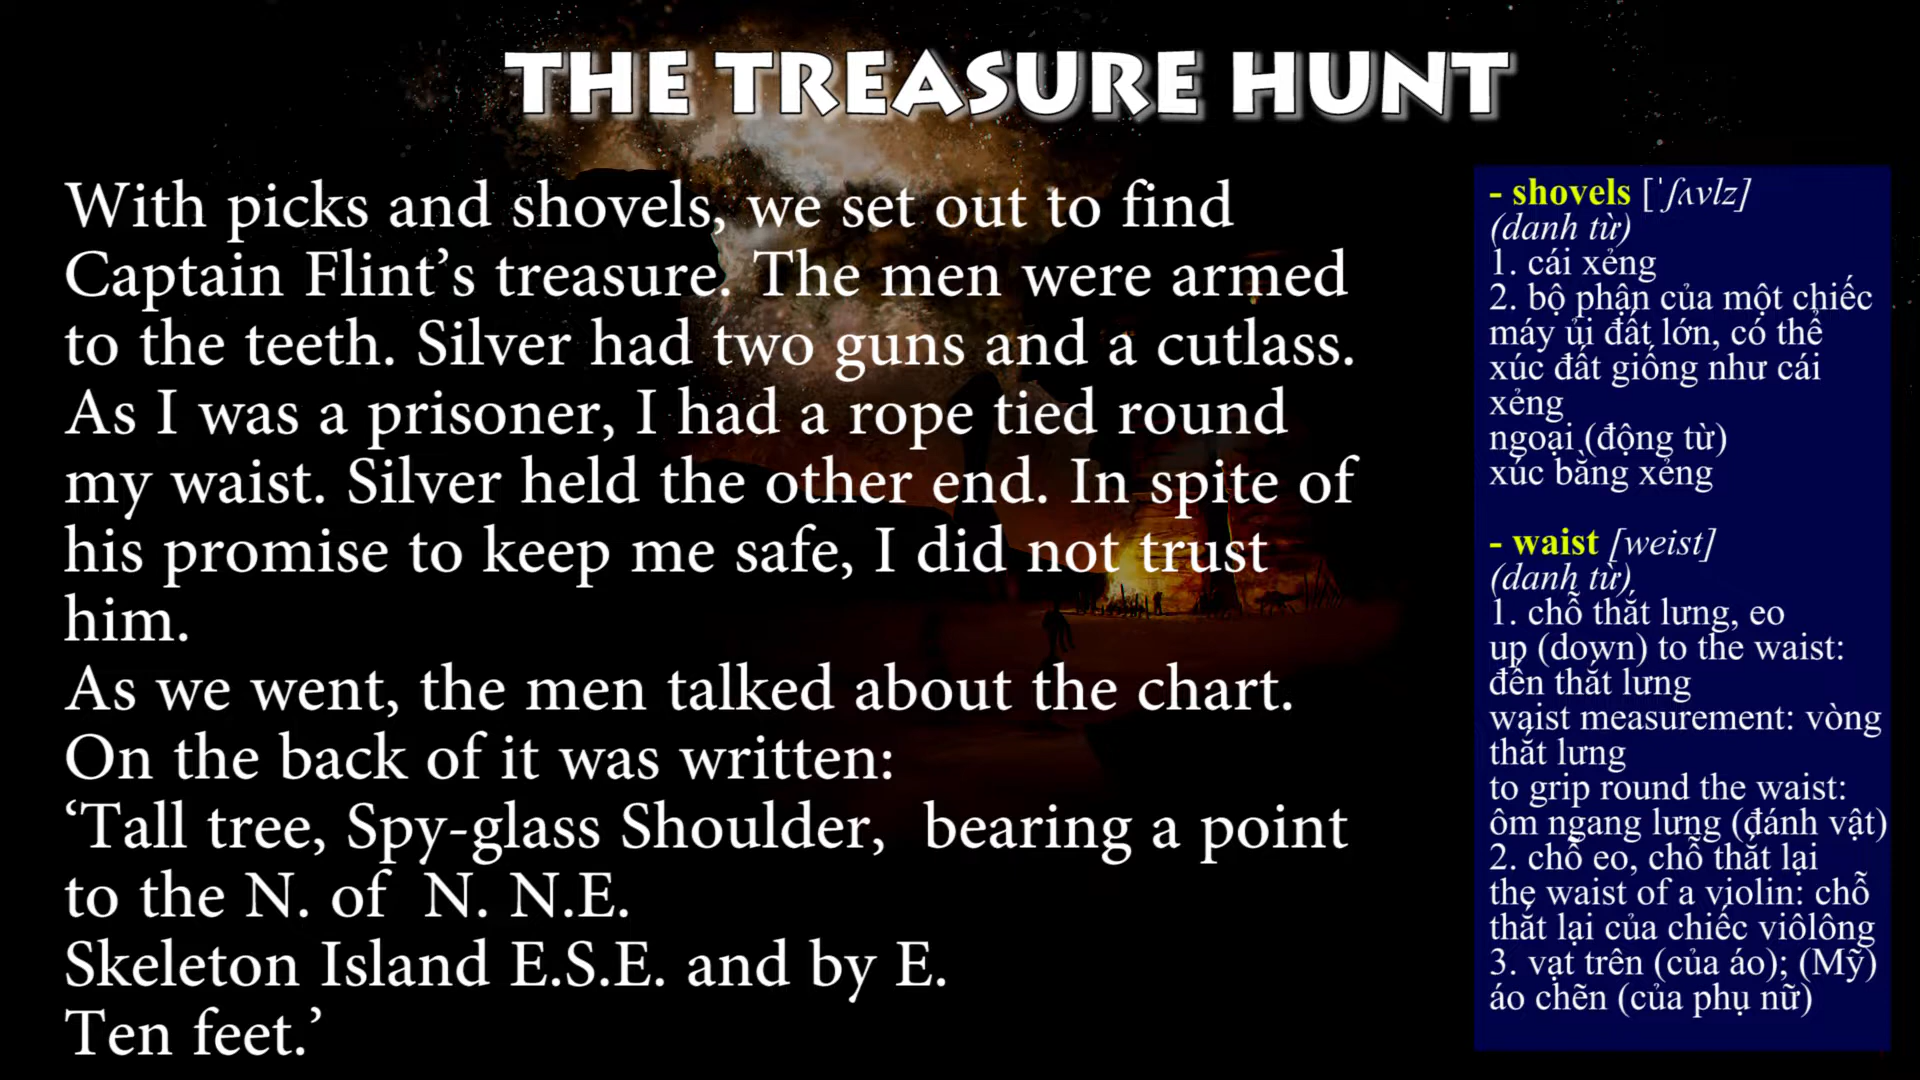 THE TREASURE HUNT
With picks and shovels, we set out to find
Captain Flint’s treasure. The men were armed
to the teeth. Silver had two guns and a cutlass.
As I was a prisoner, I had a rope tied round
my waist. Silver held the other end. In spite of
his promise to keep me safe, I did not trust
him.
As we went, the men talked about the chart.
On the back of it was written:
‘Tall tree, Spy-glass Shoulder, bearing a point
to the N. of N. N.E.
Skeleton Island E.S.E. and by E.
Ten feet.’
- shovels [ˈʃʌvlz]
(danh từ)
1. cái xẻng
2. bộ phận của một chiếc
máy ủi đất lớn, có thể
xúc đất giống như cái
xẻng
ngoại (động từ)
xúc bằng xẻng
- waist [weist]
(danh từ)
1. chỗ thắt lưng, eo
up (down) to the waist:
đến thắt lưng
waist measurement: vòng
thắt lưng
to grip round the waist:
ôm ngang lưng (đánh vật)
2. chỗ eo, chỗ thắt lại
the waist of a violin: chỗ
thắt lại của chiếc viôlông
3. vạt trên (của áo); (Mỹ)
áo chẽn (của phụ nữ)